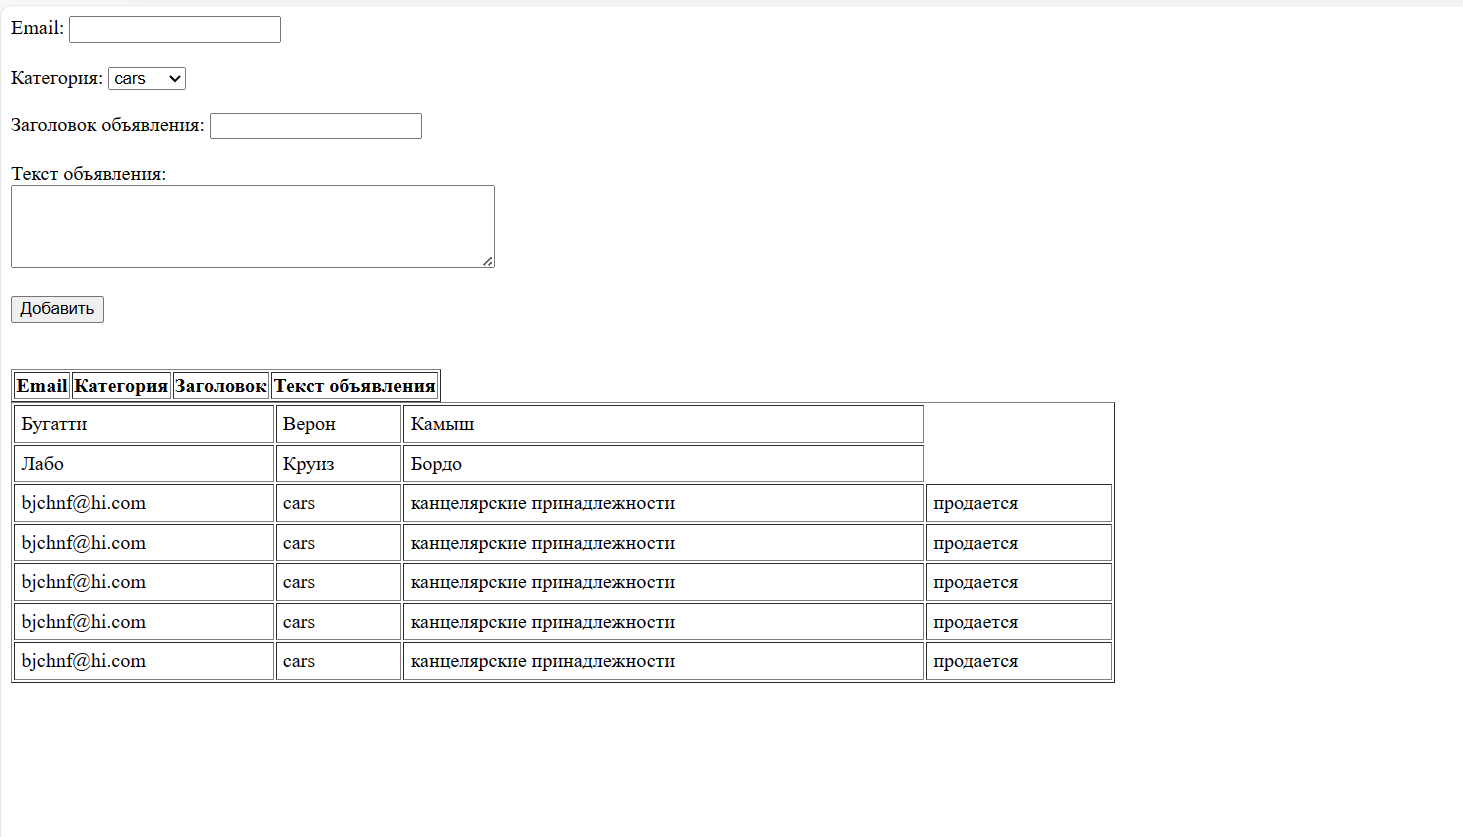 Email:
Категория: cars
Заголовок объявления:
Текст объявления:
Добавить
Email Категория Заголовок Текст объявления
Бугатти Верон Камыш
Лабо Круиз Бордо
bjchnf@hi.com cars канцелярские принадлежности продается
bjchnf@hi.com cars канцелярские принадлежности продается
bjchnf@hi.com cars канцелярские принадлежности продается
bjchnf@hi.com cars канцелярские принадлежности продается
bjchnf@hi.com cars канцелярские принадлежности продается